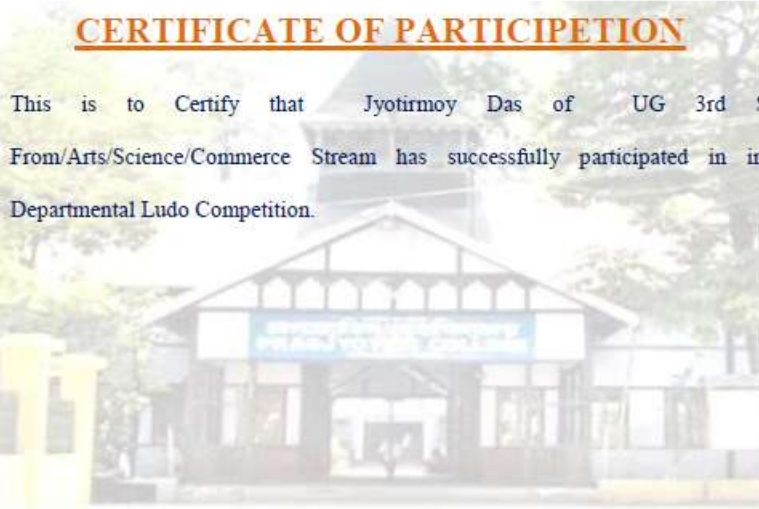 CERTIFICATE OF PARTICIPETION
This is to Certify that Jyotirmoy Das of UG 3rd S
From/Arts/Science/Commerce Stream has successfully participated in in
Departmental Ludo Competition.